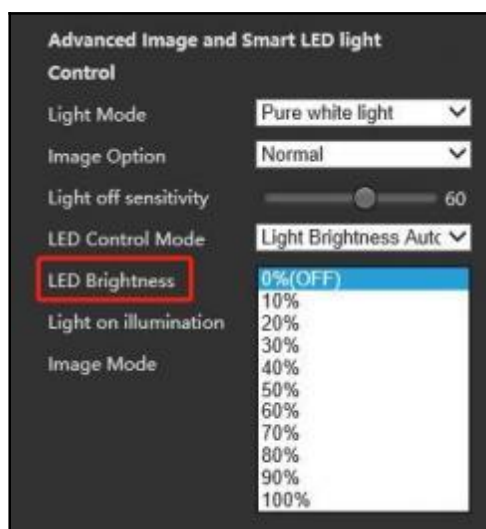 Advanced Image and Smart LED light
Control
Light Mode Pure white light
Image Option Normal
Light off sensitivity 60
LED Control Mode Light Brightness Autc
LED Brightness 0%(OFF)
10%
Light on illumination 20%
30%
Image Mode 40%
50%
60%
70%
80%
90%
100%